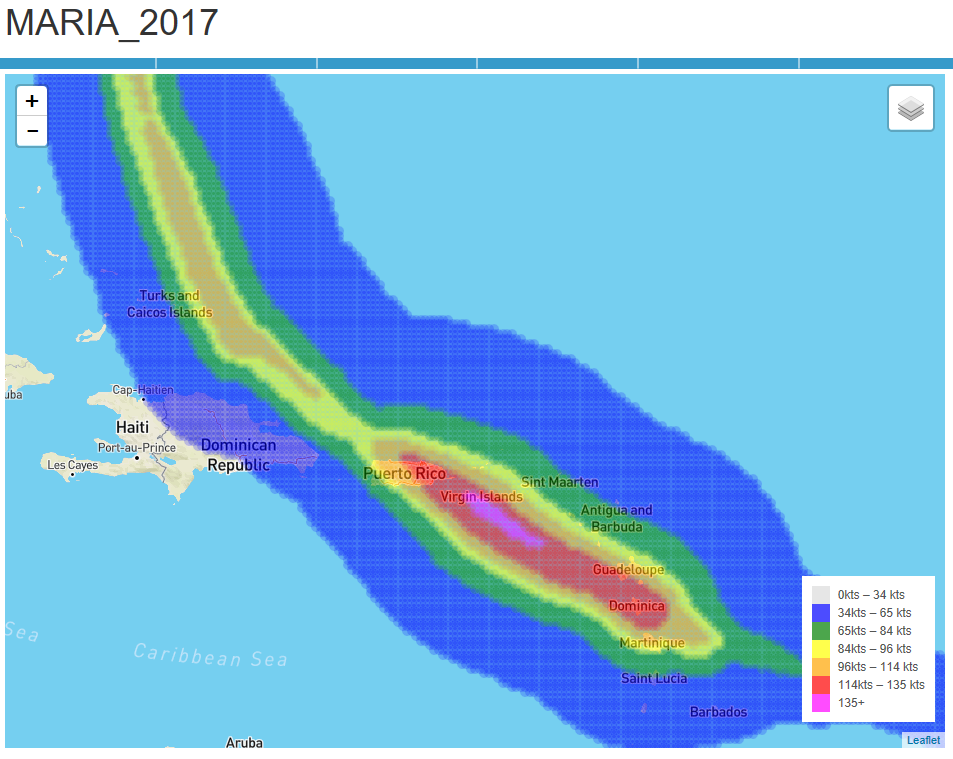 MARIA_2017
+
−
Turks and
Caicos Islands
uba
Cap-Haïtien
Haiti
Port-au-Prince
Les Cayes
Dominican
Republic
Puerto Rico
Virgin Islands
Sint Maarten
Antigua and
Barbuda
Guadeloupe
Dominica
Martinique
Saint Lucia
Barbados
Sea
Caribbean Sea
Aruba
0kts – 34 kts
34kts – 65 kts
65kts – 84 kts
84kts – 96 kts
96kts – 114 kts
114kts – 135 kts
135+
Leaflet